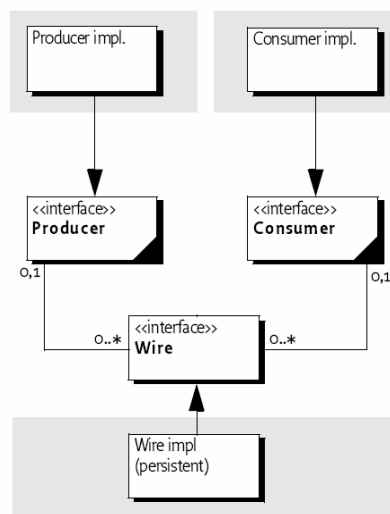 Producer impl.
Consumer impl.
<<interface>>
Producer
<<interface>>
Consumer
0,1
0,1
0..*
<<interface>>
Wire
0..*
Wire impl
(persistent)